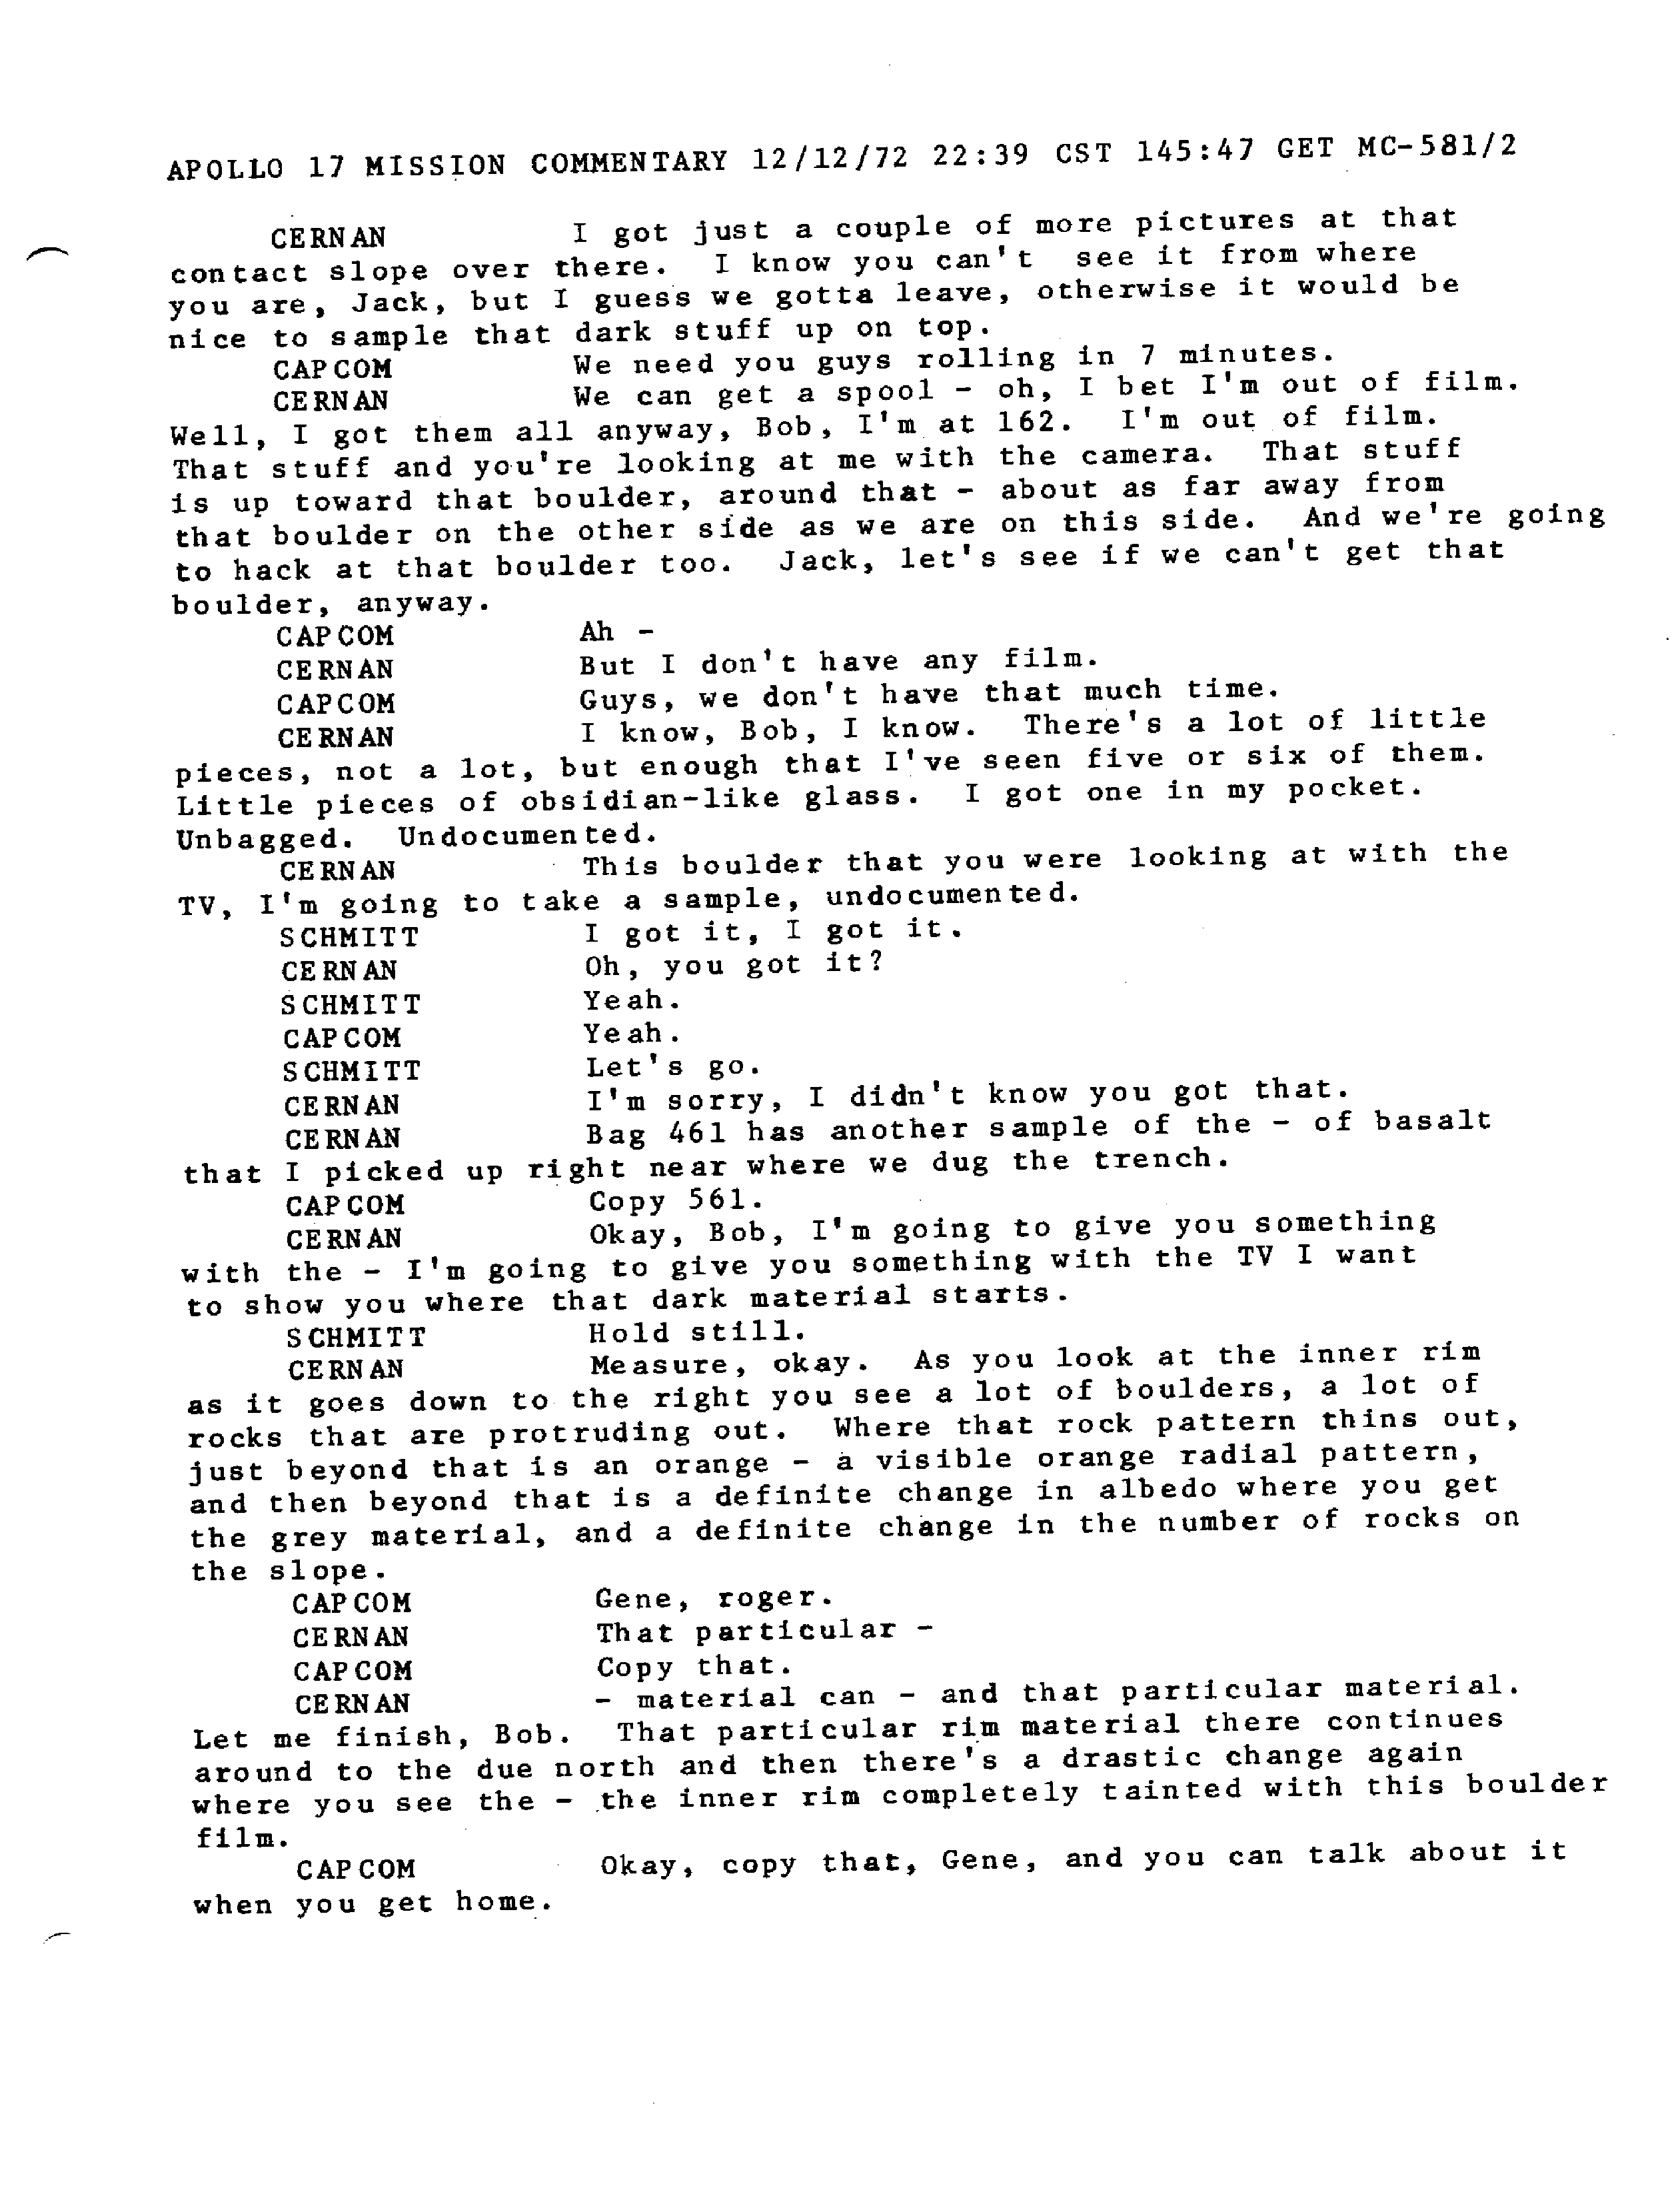 APOLLO 17 MISSION COMMENTARY 12/12/72 22:39 CST 145:47 GET MC-581/2
CERNAN I got just a couple of more pictures at that
contact slope over there. I know you can't see it from where
you are, Jack, but I guess we gotta leave, otherwise it would be
nice to sample that dark stuff up on top.
CAPCOM We need you guys rolling in 7 minutes.
CERNAN We can get a spool - oh, I bet I'm out of film.
Well, I got them all anyway, Bob, I'm at 162. I'm out of film.
That stuff and you're looking at me with the camera. That stuff
is up toward that boulder, around that - about as far away from
that boulder on the other side as we are on this side. And we're going
to hack at that boulder too. Jack, let's see if we can't get that
boulder, anyway.
CAPCOM Ah -
CERNAN But I don't have any film.
CAPCOM Guys, we don't have that much time.
CERNAN I know, Bob, I know. There's a lot of little
pieces, not a lot, but enough that I've seen five or six of them.
Little pieces of obsidian-like glass. I got one in my pocket.
Unbagged. Undocumented.
CERNAN This boulder that you were looking at with the
TV, I'm going to take a sample, undocumented.
SCHMITT I got it, I got it.
CERNAN Oh, you got it?
SCHMITT Yeah.
CAPCOM Yeah.
SCHMITT Let's go.
CERNAN I'm sorry, I didn't know you got that.
CERNAN Bag 461 has another sample of the - of basalt
that I picked up right near where we dug the trench.
CAPCOM Copy 561.
CERNAN Okay, Bob, I'm going to give you something
with the - I'm going to give you something with the TV I want
to show you where that dark material starts.
SCHMITT Hold still.
CERNAN Measure, okay. As you look at the inner rim
as it goes down to the right you see a lot of boulders, a lot of
rocks that are protruding out. Where that rock pattern thins out,
just beyond that is an orange - a visible orange radial pattern,
and then beyond that is a definite change in albedo where you get
the grey material, and a definite change in the number of rocks on
the slope.
CAPCOM Gene, roger.
CERNAN That particular -
CAPCOM Copy that.
CERNAN - material can - and that particular material.
Let me finish, Bob. That particular rim material there continues
around to the due north and then there's a drastic change again
where you see the - the inner rim completely tainted with this boulder
film.
CAPCOM Okay, copy that, Gene, and you can talk about it
when you get home.